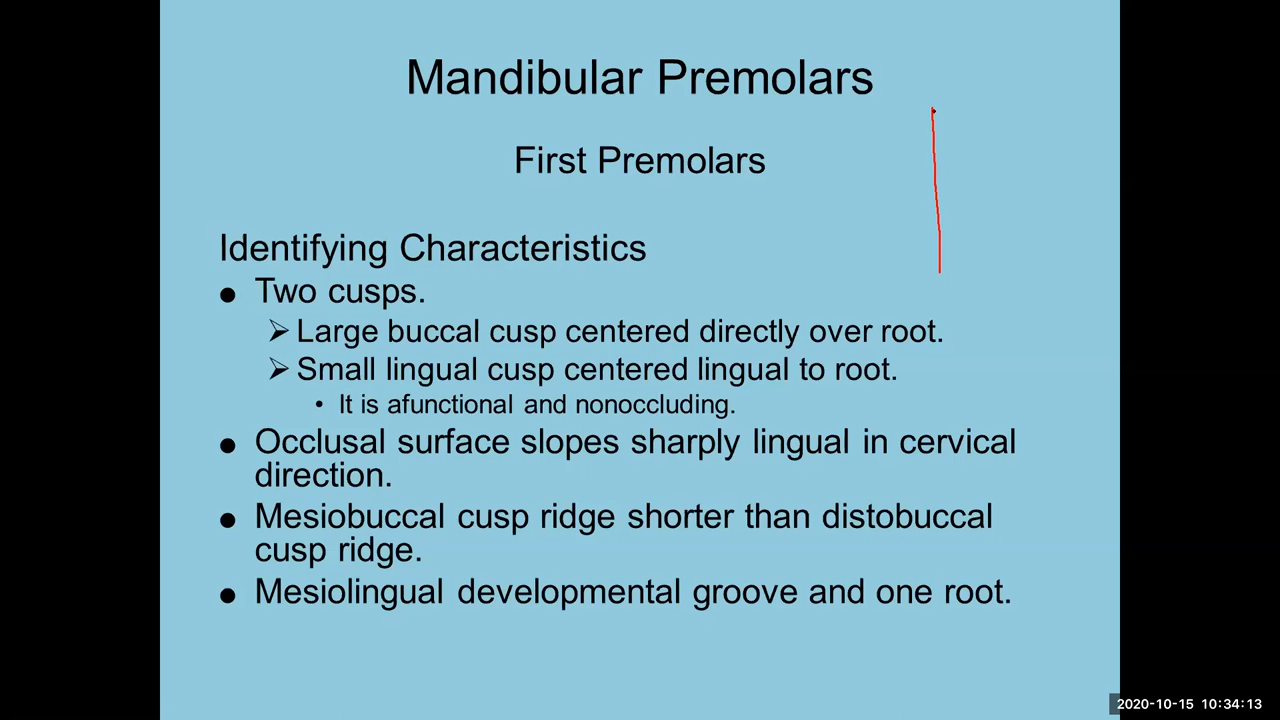 Mandibular Premolars
First Premolars
Identifying Characteristics
● Two cusps.
➢ Large buccal cusp centered directly over root.
➢ Small lingual cusp centered lingual to root.
• It is afunctional and nonoccluding.
● Occlusal surface slopes sharply lingual in cervical
direction.
● Mesiobuccal cusp ridge shorter than distobuccal
cusp ridge.
● Mesiolingual developmental groove and one root.
2020-10-15 10:34:13